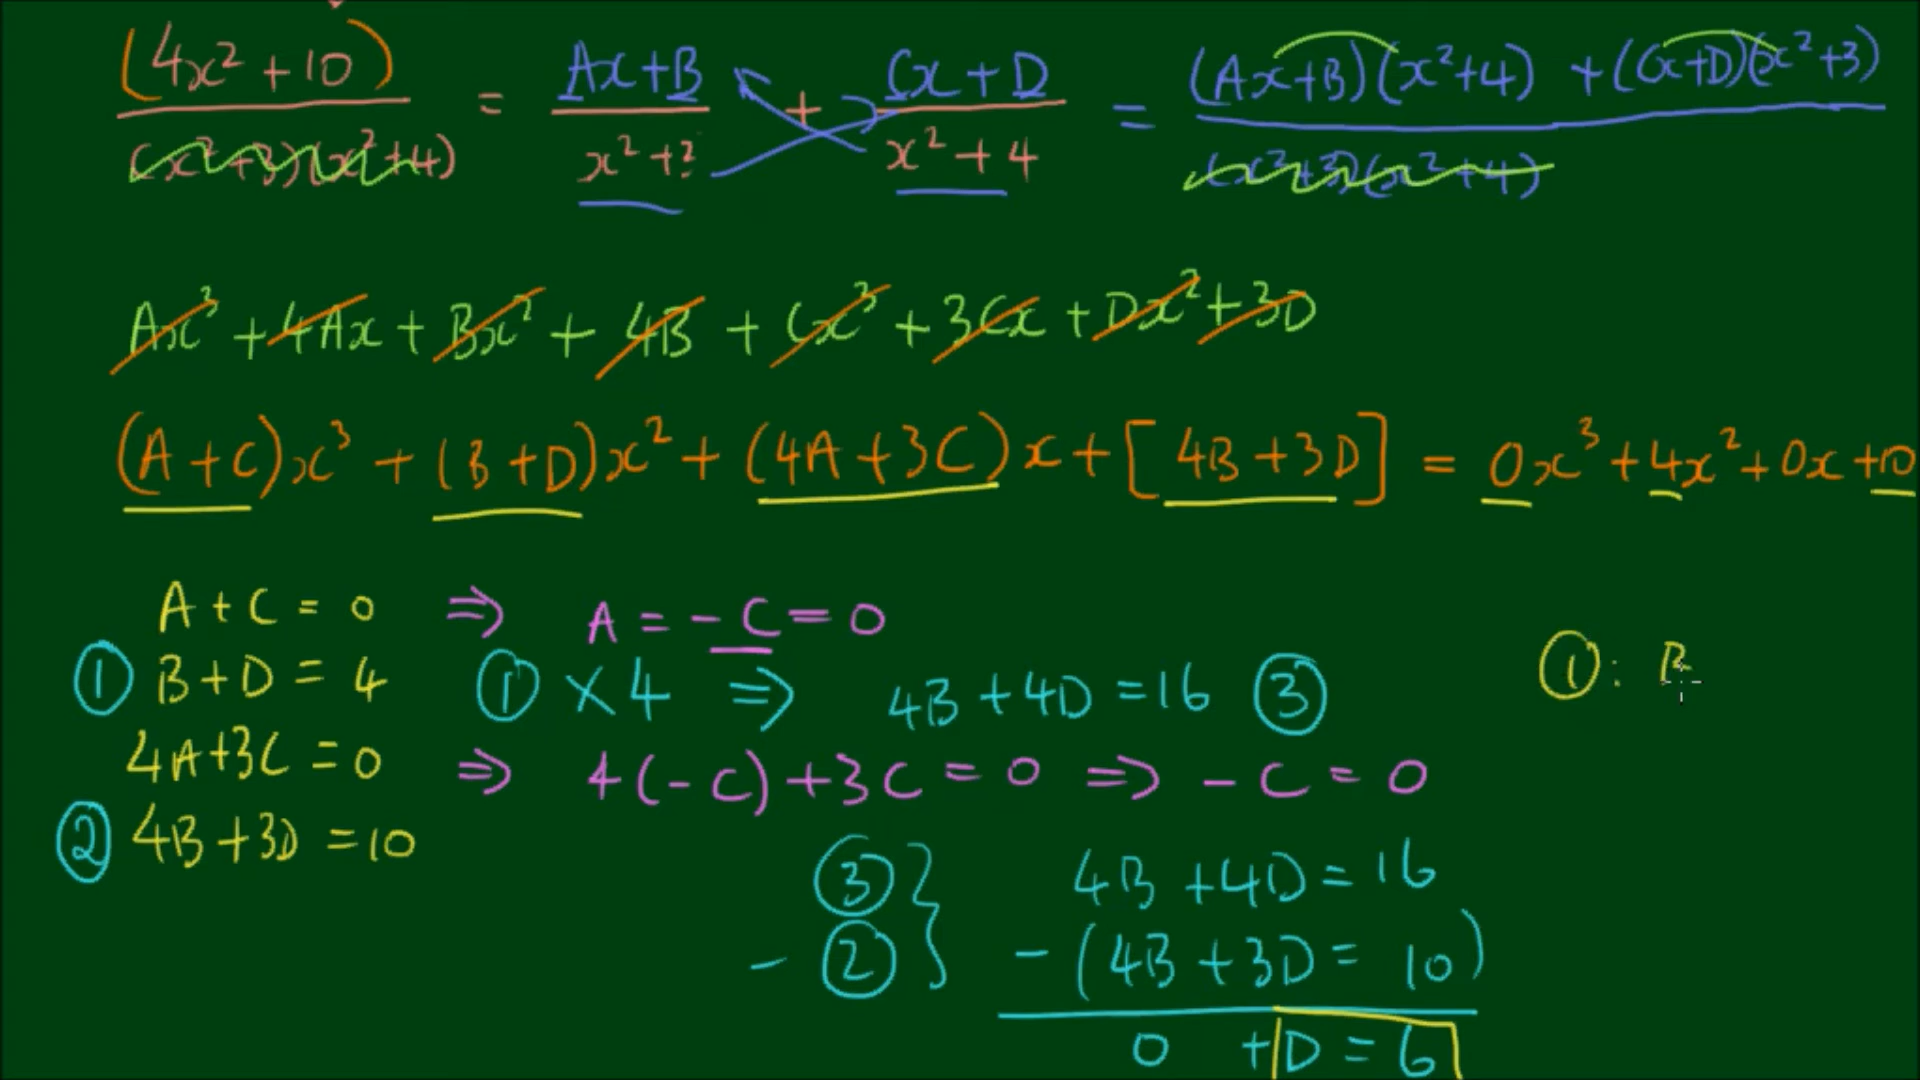 (4x²+10) / (x²+3)(x²+4) = Ax+B / x²+3 + Cx+D / x²+4 = (Ax+B)(x²+4) + (Cx+D)(x²+3) / (x²+3)(x²+4)
Ax³ + 4Ax + Bx² + 4B + Cx³ + 3Cx + Dx² + 3D
(A+C)x³ + (B+D)x² + (4A+3C)x + [4B+3D] = 0x³ + 4x² + 0x + 10
A + C = 0 ⇒ A = -C = 0
① B + D = 4 ① × 4 ⇒ 4B + 4D = 16 ③ ①: B
4A+3C = 0 ⇒ 4(-C) + 3C = 0 ⇒ -C = 0
② 4B + 3D = 10
③ } 4B + 4D = 16
- ② - (4B + 3D = 10)
0 + D = 6